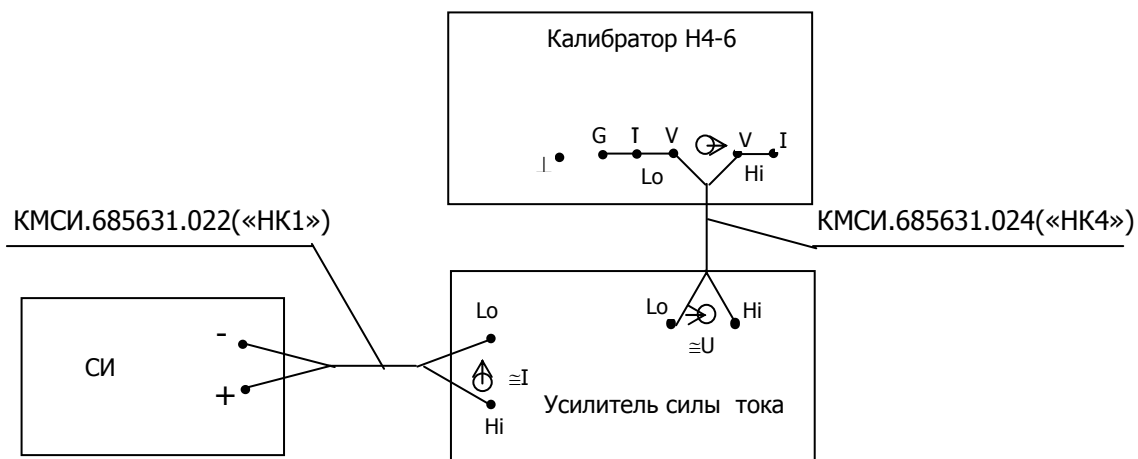 Калибратор Н4-6
G I V V I
⊥ Lo Hi
КМСИ.685631.022(«НК1»)
КМСИ.685631.024(«НК4»)
Lo Lo Hi
≅U
-
СИ
+
≅I
Hi
Усилитель силы тока